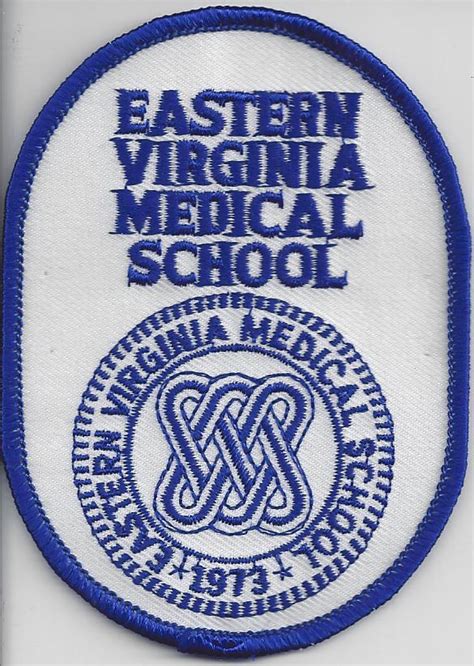 EASTERN
VIRGINIA
MEDICAL
SCHOOL
EASTERN VIRGINIA MEDICAL SCHOOL
1973